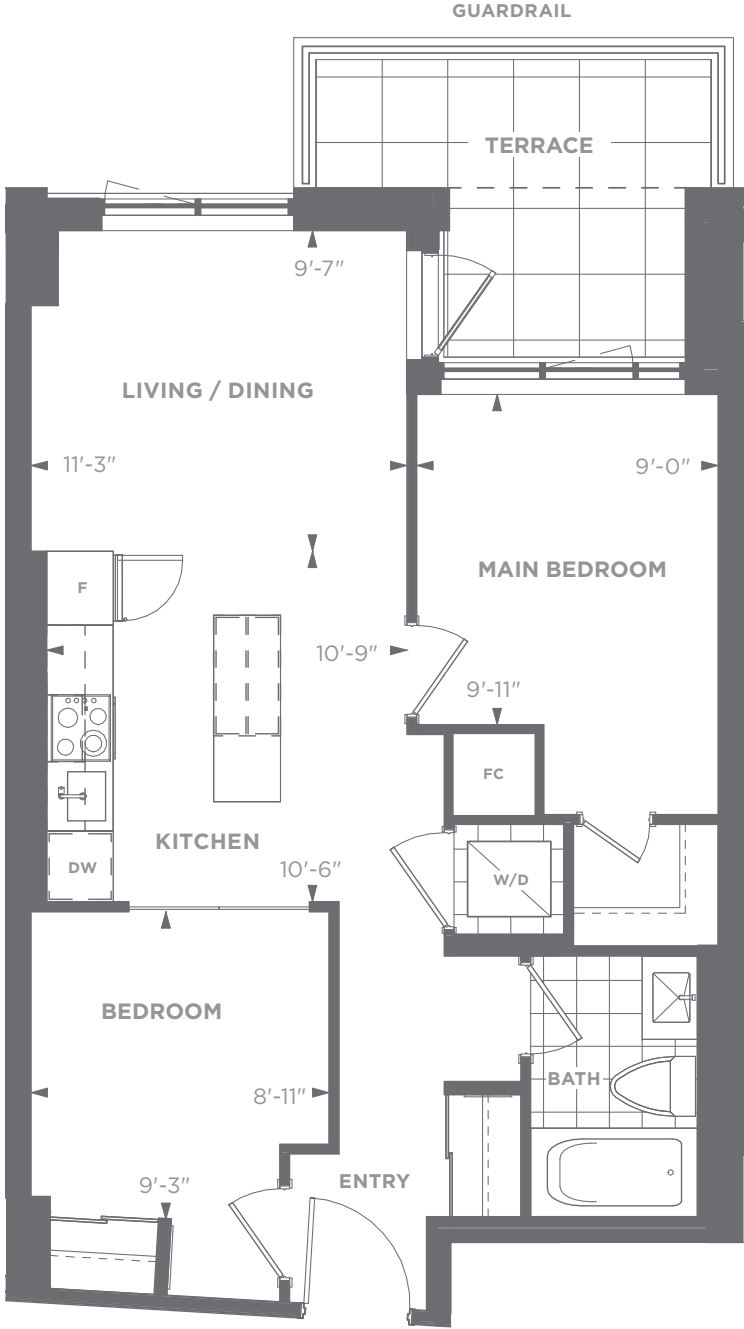 GUARDRAIL
TERRACE
9'-7"
LIVING / DINING
11'-3"
9'-0"
F
MAIN BEDROOM
10'-9"
9'-11"
FC
KITCHEN
DW
10'-6"
W/D
BEDROOM
BATH
8'-11"
9'-3"
ENTRY